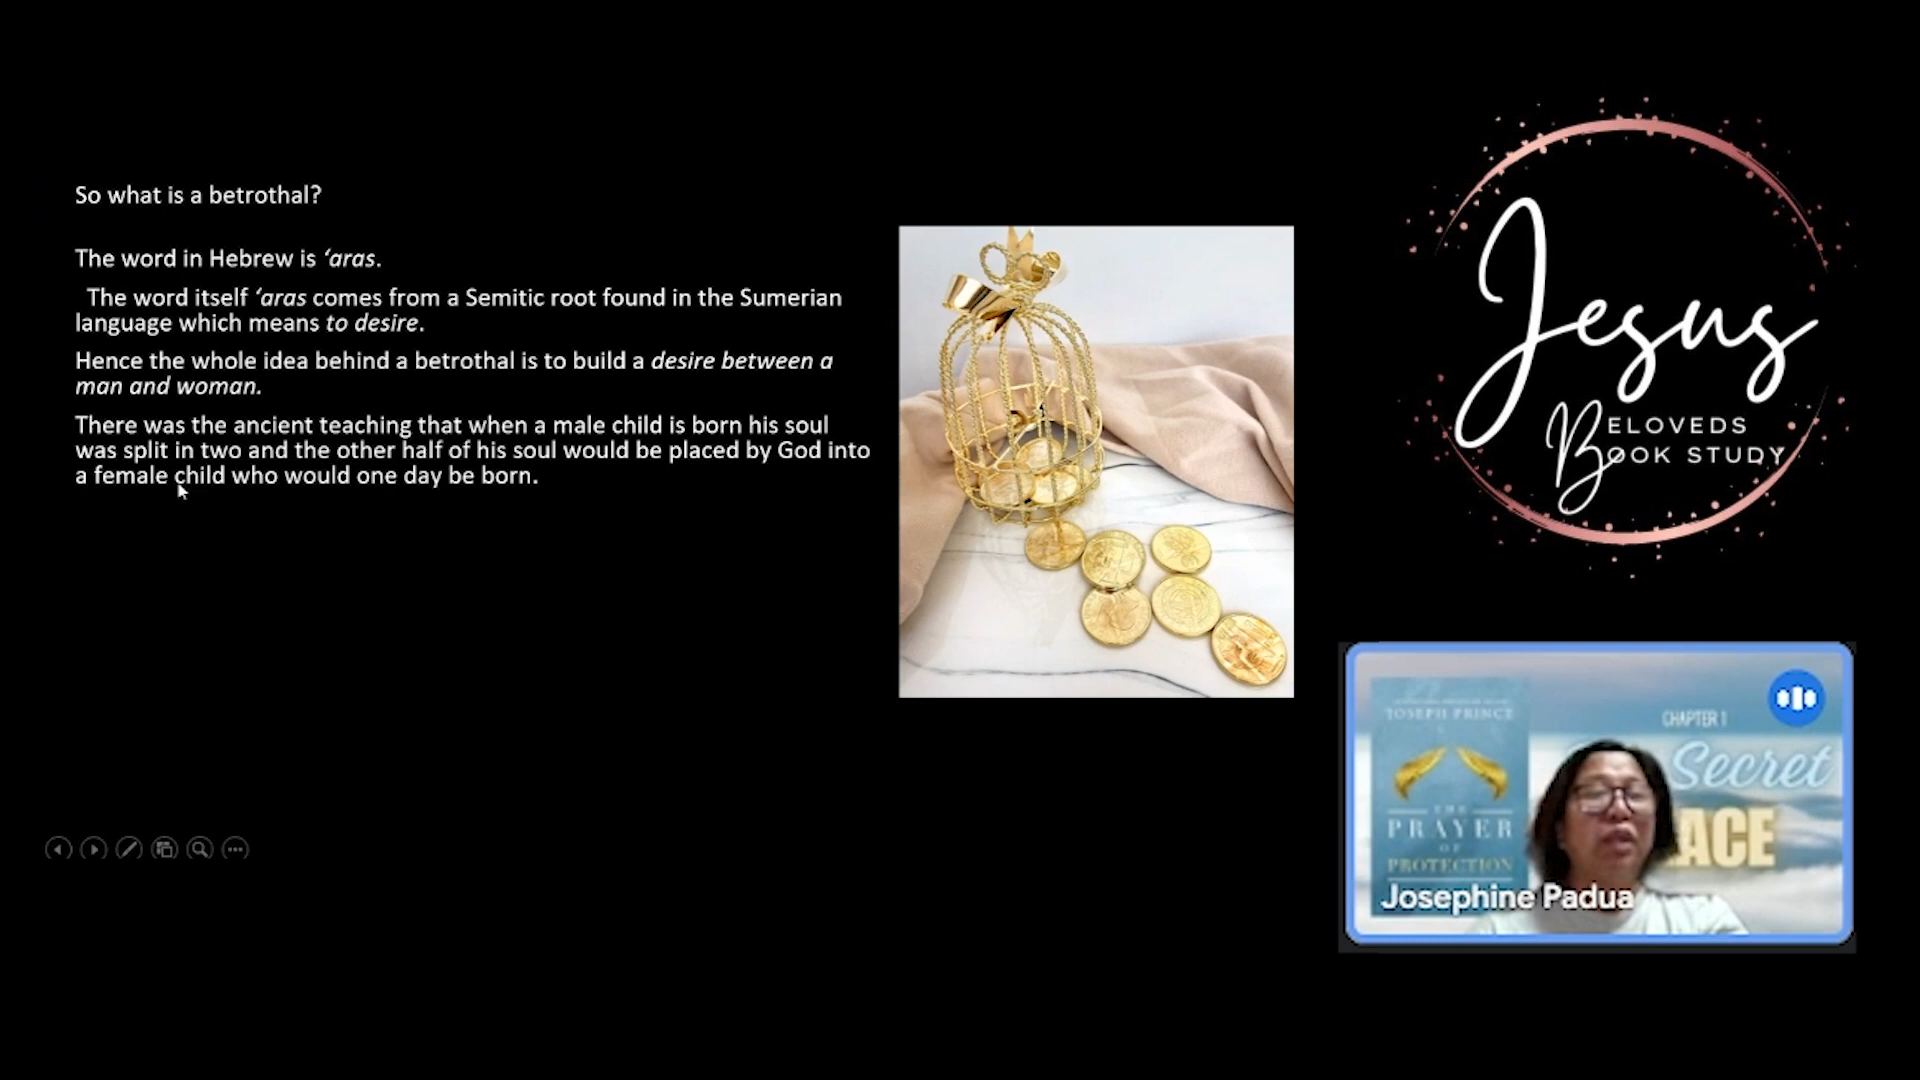 So what is a betrothal?
The word in Hebrew is ‘aras.
The word itself ‘aras comes from a Semitic root found in the Sumerian
language which means to desire.
Hence the whole idea behind a betrothal is to build a desire between a
man and woman.
There was the ancient teaching that when a male child is born his soul
was split in two and the other half of his soul would be placed by God into
a female child who would one day be born.
Jesus
BELOVEDS
BOOK STUDY
JOSEPH PRINCE
THE
PRAYER
OF
PROTECTION
CHAPTER 1
Secret
ACE
Josephine Padua